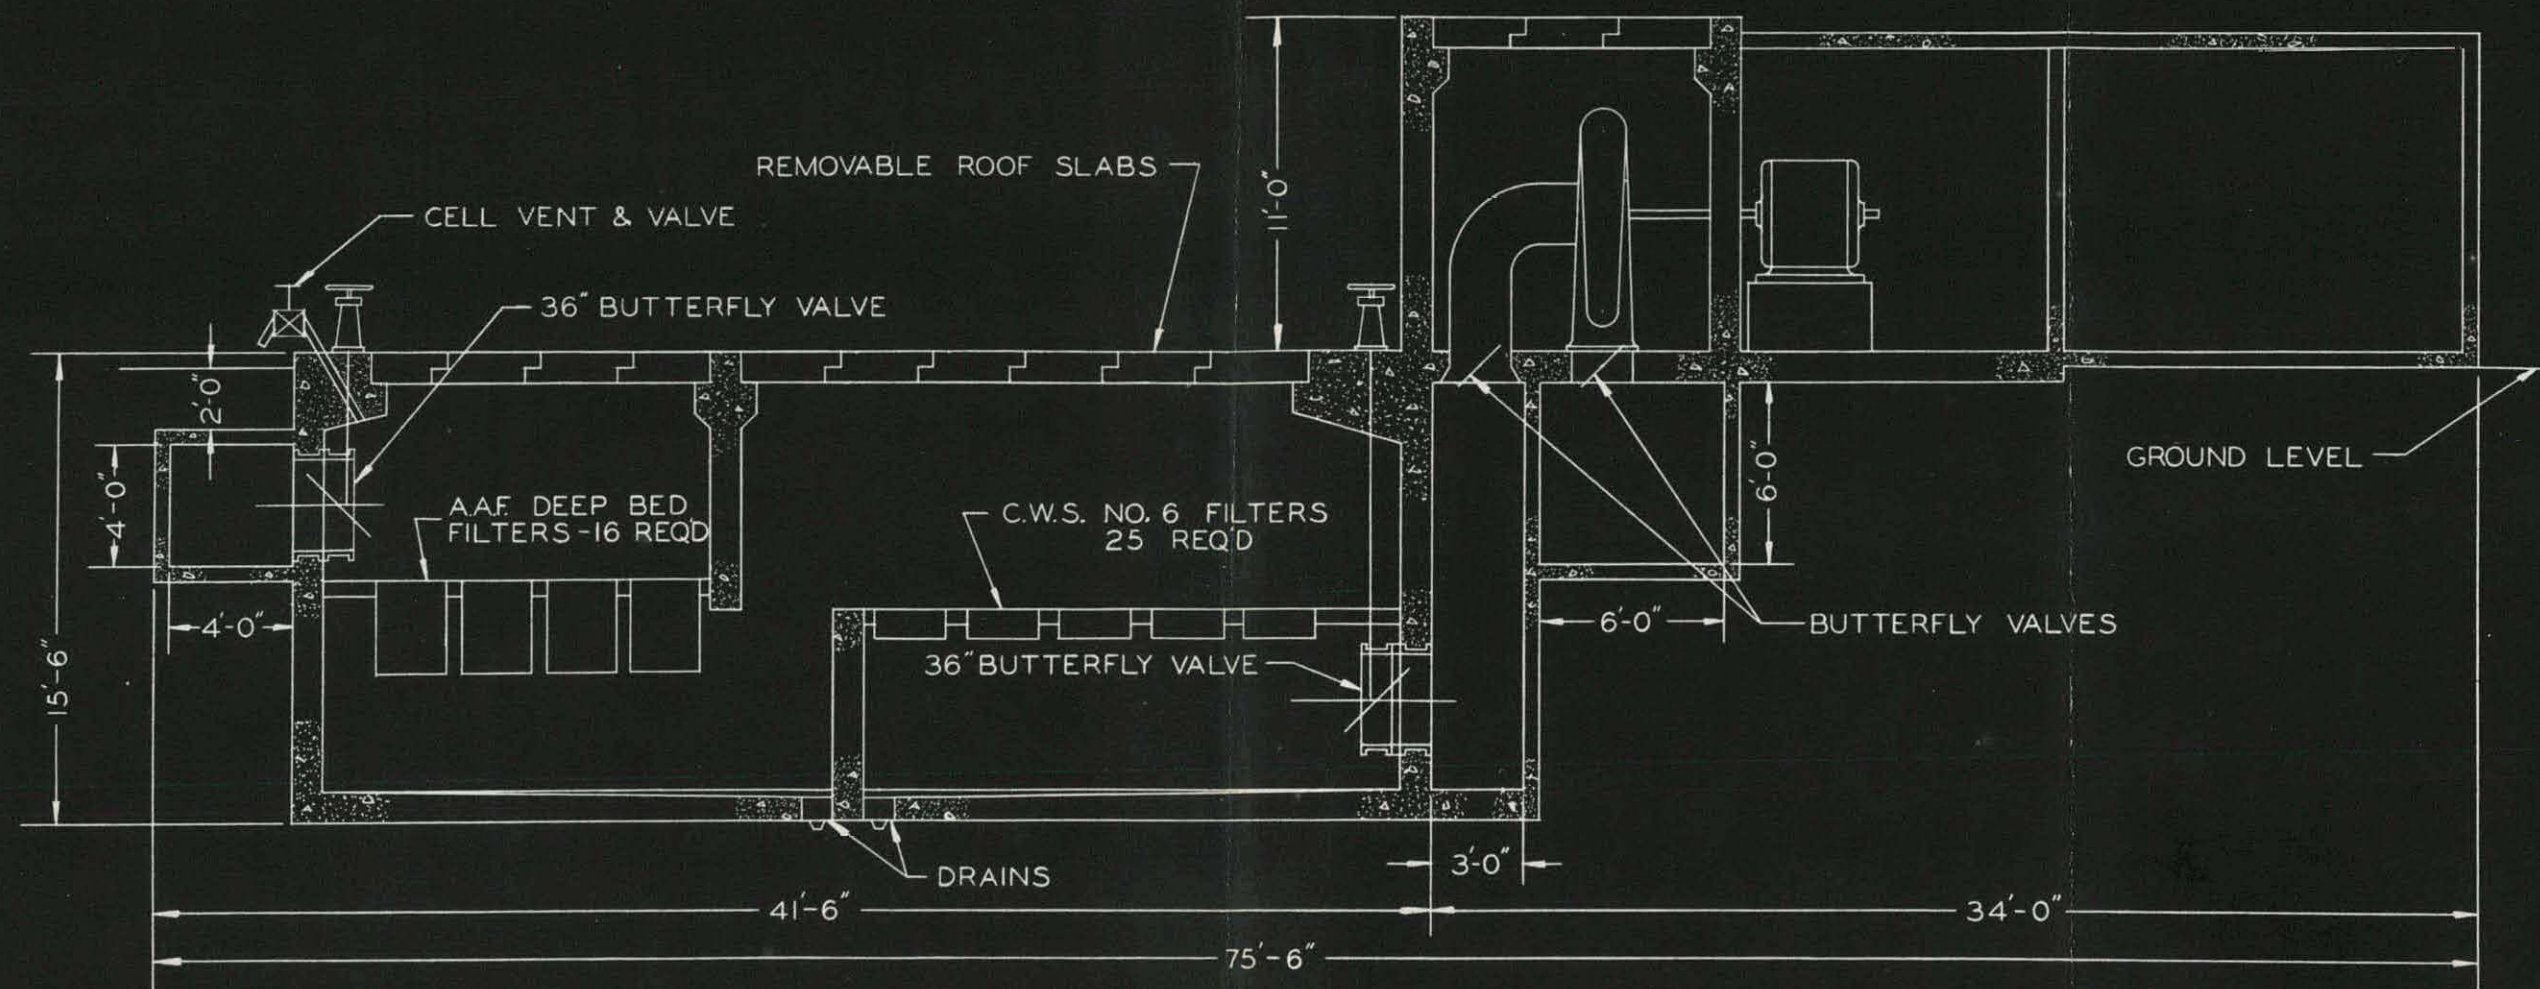 REMOVABLE ROOF SLABS
11'-0"
CELL VENT & VALVE
36" BUTTERFLY VALVE
2'-0"
4'-0"
A.A.F. DEEP BED
FILTERS-16 REQ'D
C.W.S. NO. 6 FILTERS
25 REQ'D
6'-0"
GROUND LEVEL
4'-0"
15'-6"
36" BUTTERFLY VALVE
6'-0"
BUTTERFLY VALVES
DRAINS
3'-0"
41'-6"
34'-0"
75'-6"